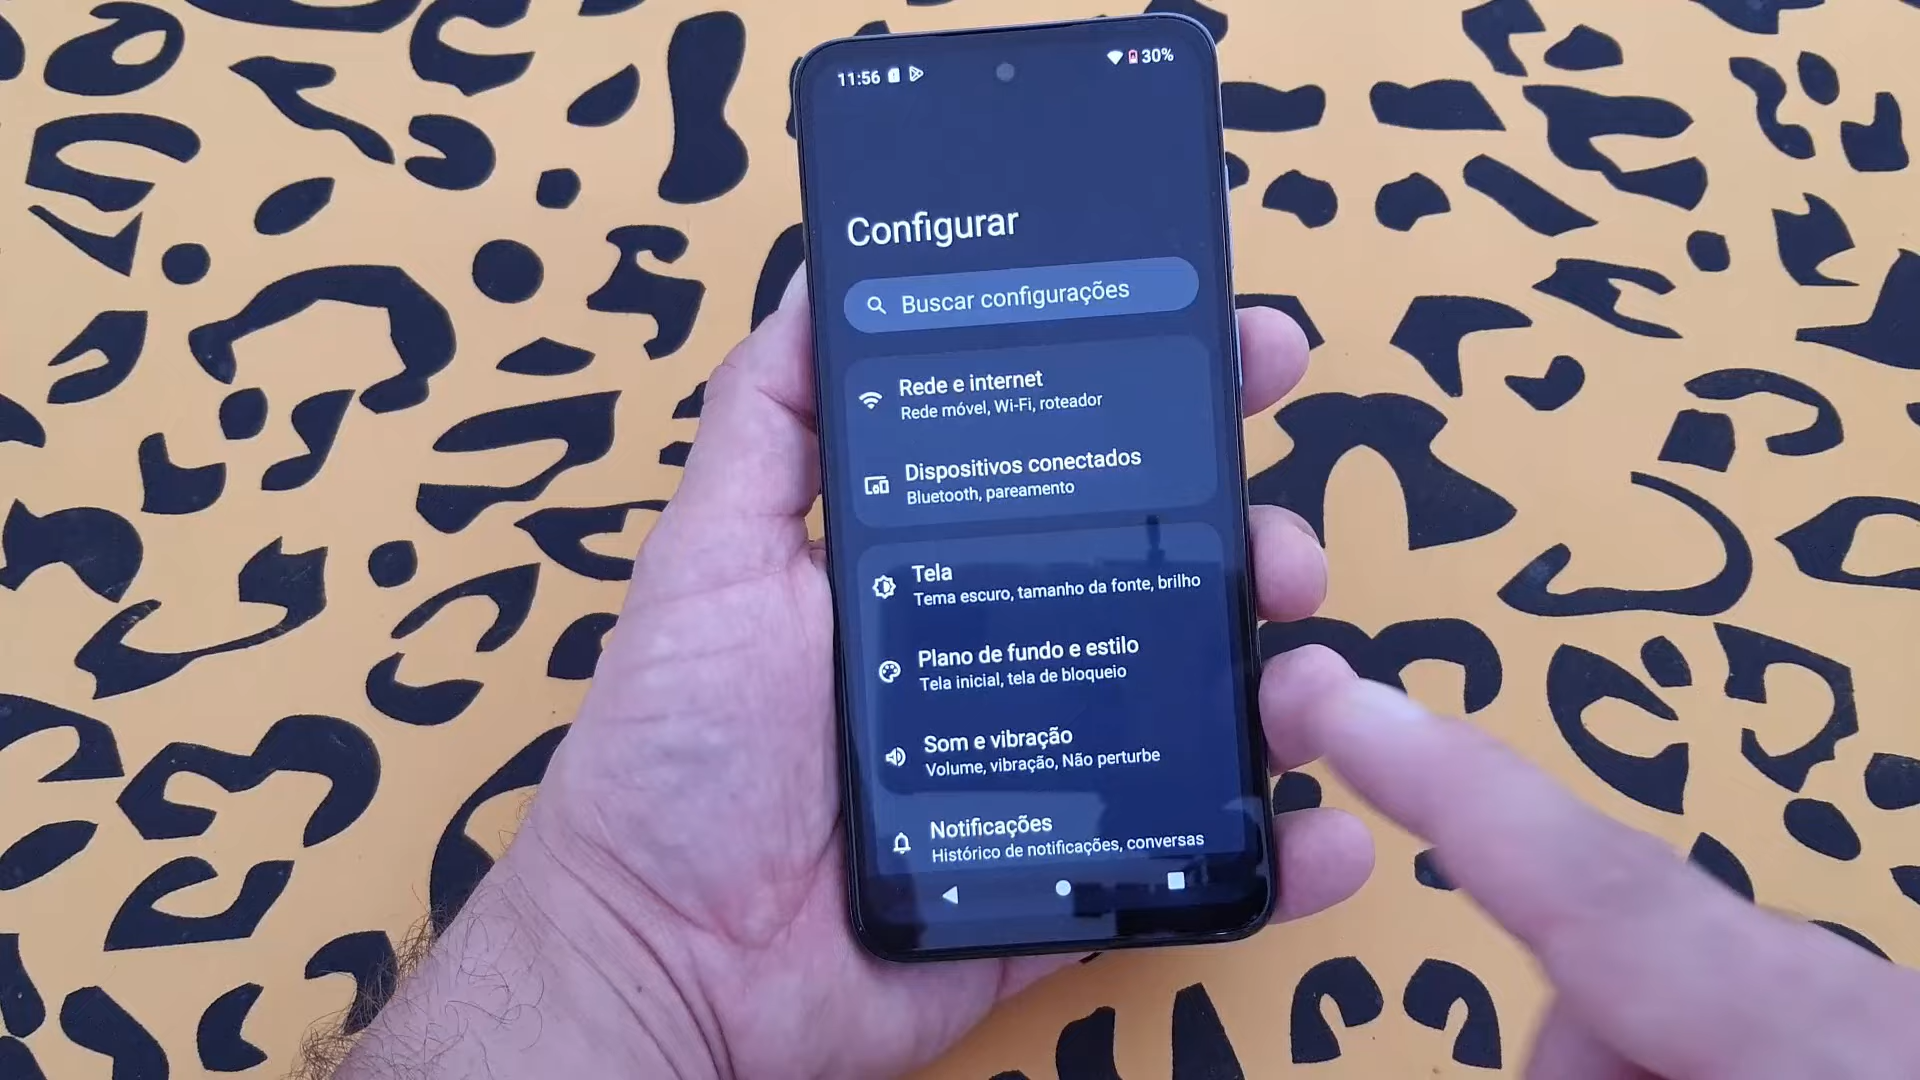 11:56
30%
Configurar
Buscar configurações
Rede e internet
Rede móvel, Wi-Fi, roteador
Dispositivos conectados
Bluetooth, pareamento
Tela
Tema escuro, tamanho da fonte, brilho
Plano de fundo e estilo
Tela inicial, tela de bloqueio
Som e vibração
Volume, vibração, Não perturbe
Notificações
Histórico de notificações, conversas